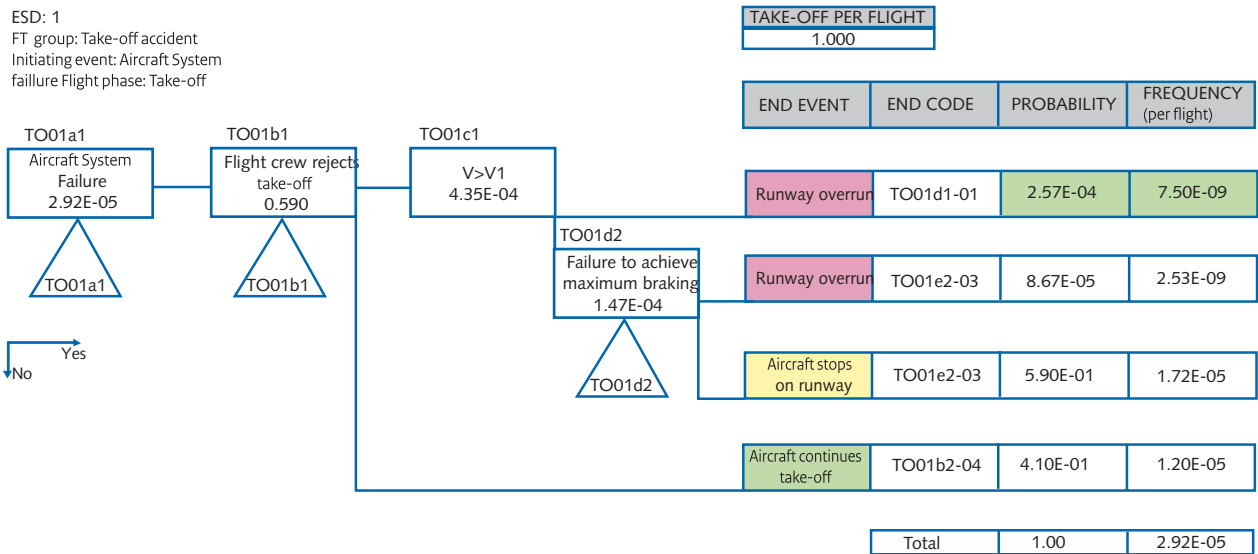 ESD: 1
FT group: Take-off accident
Initiating event: Aircraft System
faillure Flight phase: Take-off
TAKE-OFF PER FLIGHT
1.000
END EVENT
END CODE
PROBABILITY
FREQUENCY
(per flight)
TO01a1
Aircraft System
Failure
2.92E-05
TO01a1
TO01b1
Flight crew rejects
take-off
0.590
TO01b1
TO01c1
V>V1
4.35E-04
TO01d2
Failure to achieve
maximum braking
1.47E-04
TO01d2
Yes
No
Runway overrun
TO01d1-01
2.57E-04
7.50E-09
Runway overrun
TO01e2-03
8.67E-05
2.53E-09
Aircraft stops
on runway
TO01e2-03
5.90E-01
1.72E-05
Aircraft continues
take-off
TO01b2-04
4.10E-01
1.20E-05
Total
1.00
2.92E-05